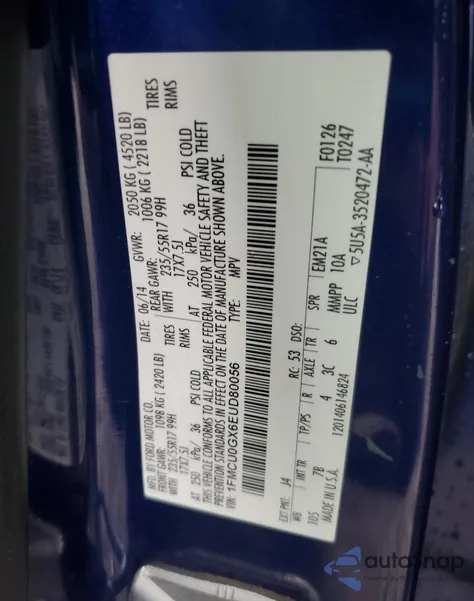 MFD. BY FORD MOTOR CO.
DATE: 06/14 GVWR: 2050 KG ( 4520 LB)
FRONT GAWR: 1098 KG (2420 LB) REAR GAWR: 1006 KG ( 2218 LB)
WITH 235/55R17 99H TIRES WITH 235/55R17 99H TIRES
17X7.5J RIMS 17X7.5J RIMS
AT 250 kPa/ 36 PSI COLD AT 250 kPa/ 36 PSI COLD
THIS VEHICLE CONFORMS TO ALL APPLICABLE FEDERAL MOTOR VEHICLE SAFETY AND THEFT
PREVENTION STANDARDS IN EFFECT ON THE DATE OF MANUFACTURE SHOWN ABOVE.
VIN: 1FMCU0GX6EUD80056
TYPE: MPV
F0126
T0247
EXT PNT: J4 RC: 53 DSO:
WB INT TR TP/PS R AXLE TR SPR EM21A
105 7B 4 3C 6 MMPP 10A
MADE IN U.S.A. ULC
1201406146824 ▽5U5A-3520472-AA
autosnap